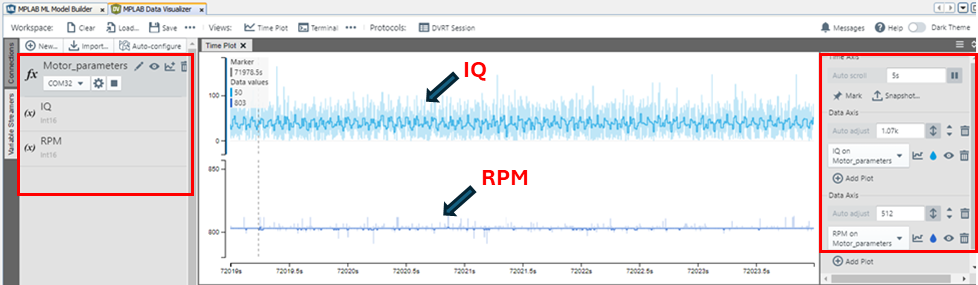 MPLAB ML Model Builder × MPLAB Data Visualizer ×
Workspace: Clear Load... Save Views: Time Plot Terminal Protocols: DVRT Session Messages Help Dark Theme
Connections
Variable Streamers
New... Import... Auto-configure
Motor_parameters
COM32
(x) IQ
Int16
(x) RPM
Int16
Time Plot ×
Marker
71978.5s
Data values
50
803
IQ
100
0
RPM
850
800
72019s 72019.5s 72020s 72020.5s 72021s 72021.5s 72022s 72022.5s 72023s 72023.5s
Time Axis
Auto scroll 5s
Mark Snapshot...
Data Axis
Auto adjust 1.07k
IQ on
Motor_parameters
Add Plot
Data Axis
Auto adjust 512
RPM on
Motor_parameters
Add Plot